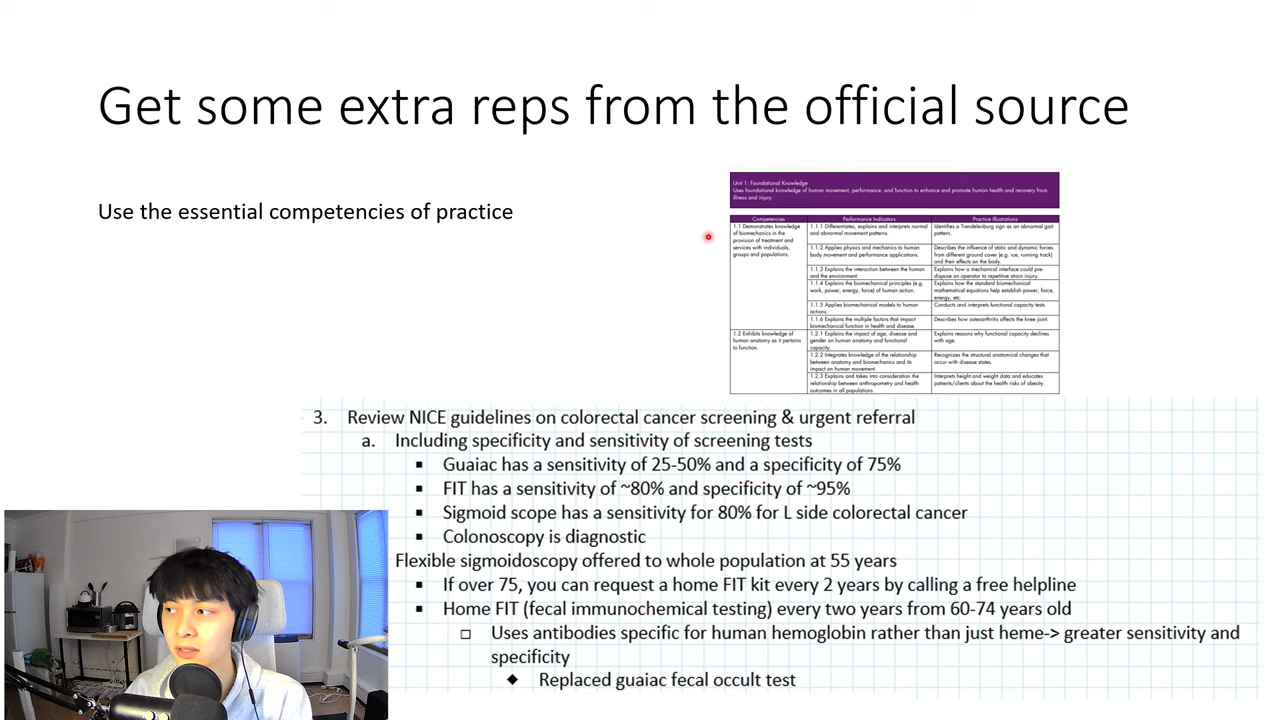 Get some extra reps from the official source
Use the essential competencies of practice
Unit 1: Foundational Knowledge
Uses foundational knowledge of human movement, performance, and function to enhance and promote human health and recovery from
illness and injury.
Competencies
Performance Indicators
Practice Illustrations
1.1 Demonstrates knowledge
of biomechanics in the
provision of treatment and
services with individuals,
groups and populations.
1.1.1 Differentiates, explains and interprets normal
and abnormal movement patterns.
Identifies a Trendelenburg sign as an abnormal gait
pattern.
1.1.2 Applies physics and mechanics to human
body movement and performance applications.
Describes the influence of static and dynamic forces
from different ground cover (e.g. ice, running track)
and their effects on the body.
1.1.3 Explains the interaction between the human
and the environment.
Explains how a mechanical interface could pre-
dispose an operator to repetitive strain injury.
1.1.4 Explains the biomechanical principles (e.g.
work, power, energy, force) of human action.
Explains how the standard biomechanical
mathematical equations help establish power, force,
energy, etc.
1.1.5 Applies biomechanical models to human
actions.
Conducts and interprets functional capacity tests.
1.1.6 Explains the multiple factors that impact
biomechanical function in health and disease.
Describes how osteoarthritis affects the knee joint.
1.2 Exhibits knowledge of
human anatomy as it pertains
to function.
1.2.1 Explains the impact of age, disease and
gender on human anatomy and functional
capacity.
Explains reasons why functional capacity declines
with age.
1.2.2 Integrates knowledge of the relationship
between anatomy and biomechanics and its
impact on human movement.
Recognizes the structural anatomical changes that
occur with disease states.
1.2.3 Explains and takes into consideration the
relationship between anthropometry and health
outcomes in all populations.
Interprets height and weight data and educates
patients/clients about the health risks of obesity.
3. Review NICE guidelines on colorectal cancer screening & urgent referral
a. Including specificity and sensitivity of screening tests
▪ Guaiac has a sensitivity of 25-50% and a specificity of 75%
▪ FIT has a sensitivity of ~80% and specificity of ~95%
▪ Sigmoid scope has a sensitivity for 80% for L side colorectal cancer
▪ Colonoscopy is diagnostic
Flexible sigmoidoscopy offered to whole population at 55 years
▪ If over 75, you can request a home FIT kit every 2 years by calling a free helpline
▪ Home FIT (fecal immunochemical testing) every two years from 60-74 years old
□ Uses antibodies specific for human hemoglobin rather than just heme-> greater sensitivity and
specificity
◆ Replaced guaiac fecal occult test